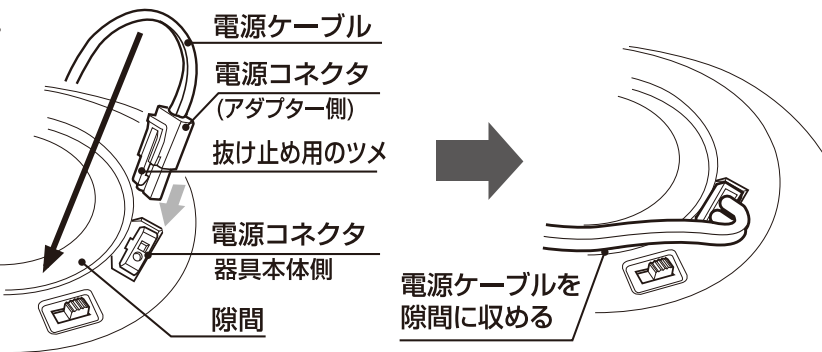 電源ケーブル
電源コネクタ
(アダプター側)
抜け止め用のツメ
電源コネクタ
器具本体側
隙間
電源ケーブルを
隙間に収める